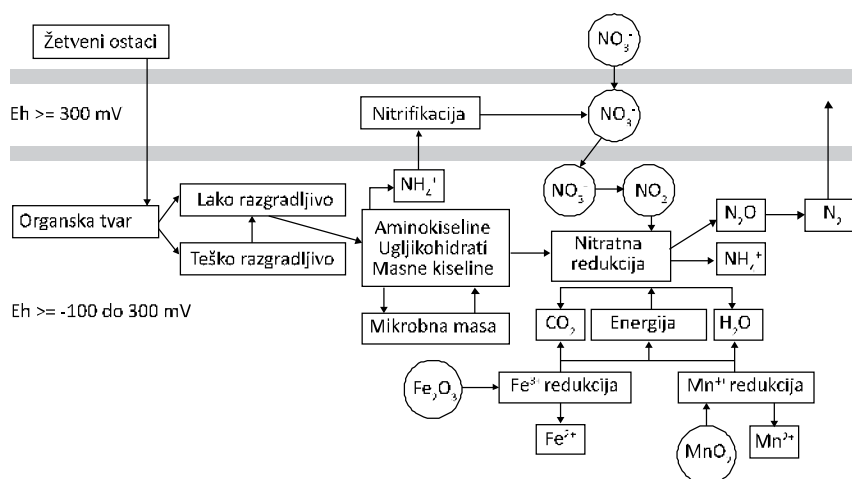 Žetveni ostaci
NO₃⁻
Eh >= 300 mV
Nitrifikacija
NO₃⁻
NH₄⁺
NO₃⁻
NO₂
Organska tvar
Lako razgradljivo
Teško razgradljivo
Aminokiseline
Ugljikohidrati
Masne kiseline
Nitratna
redukcija
N₂O
N₂
NH₄⁺
Eh >= -100 do 300 mV
Mikrobna masa
CO₂
Energija
H₂O
Fe₂O₃
Fe³⁺ redukcija
Mn⁴⁺ redukcija
Fe²⁺
MnO₂
Mn²⁺